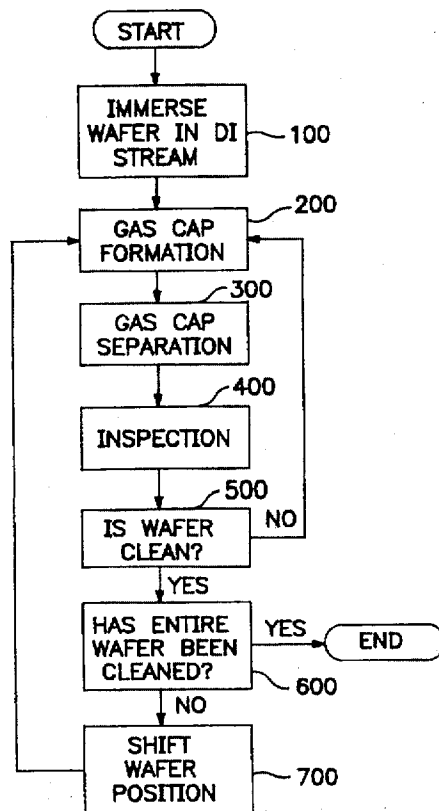 START
IMMERSE
WAFER IN DI
STREAM
100
200
GAS CAP
FORMATION
300
GAS CAP
SEPARATION
400
INSPECTION
500
IS WAFER
CLEAN?
NO
YES
HAS ENTIRE
WAFER BEEN
CLEANED?
YES
END
600
NO
SHIFT
WAFER
POSITION
700